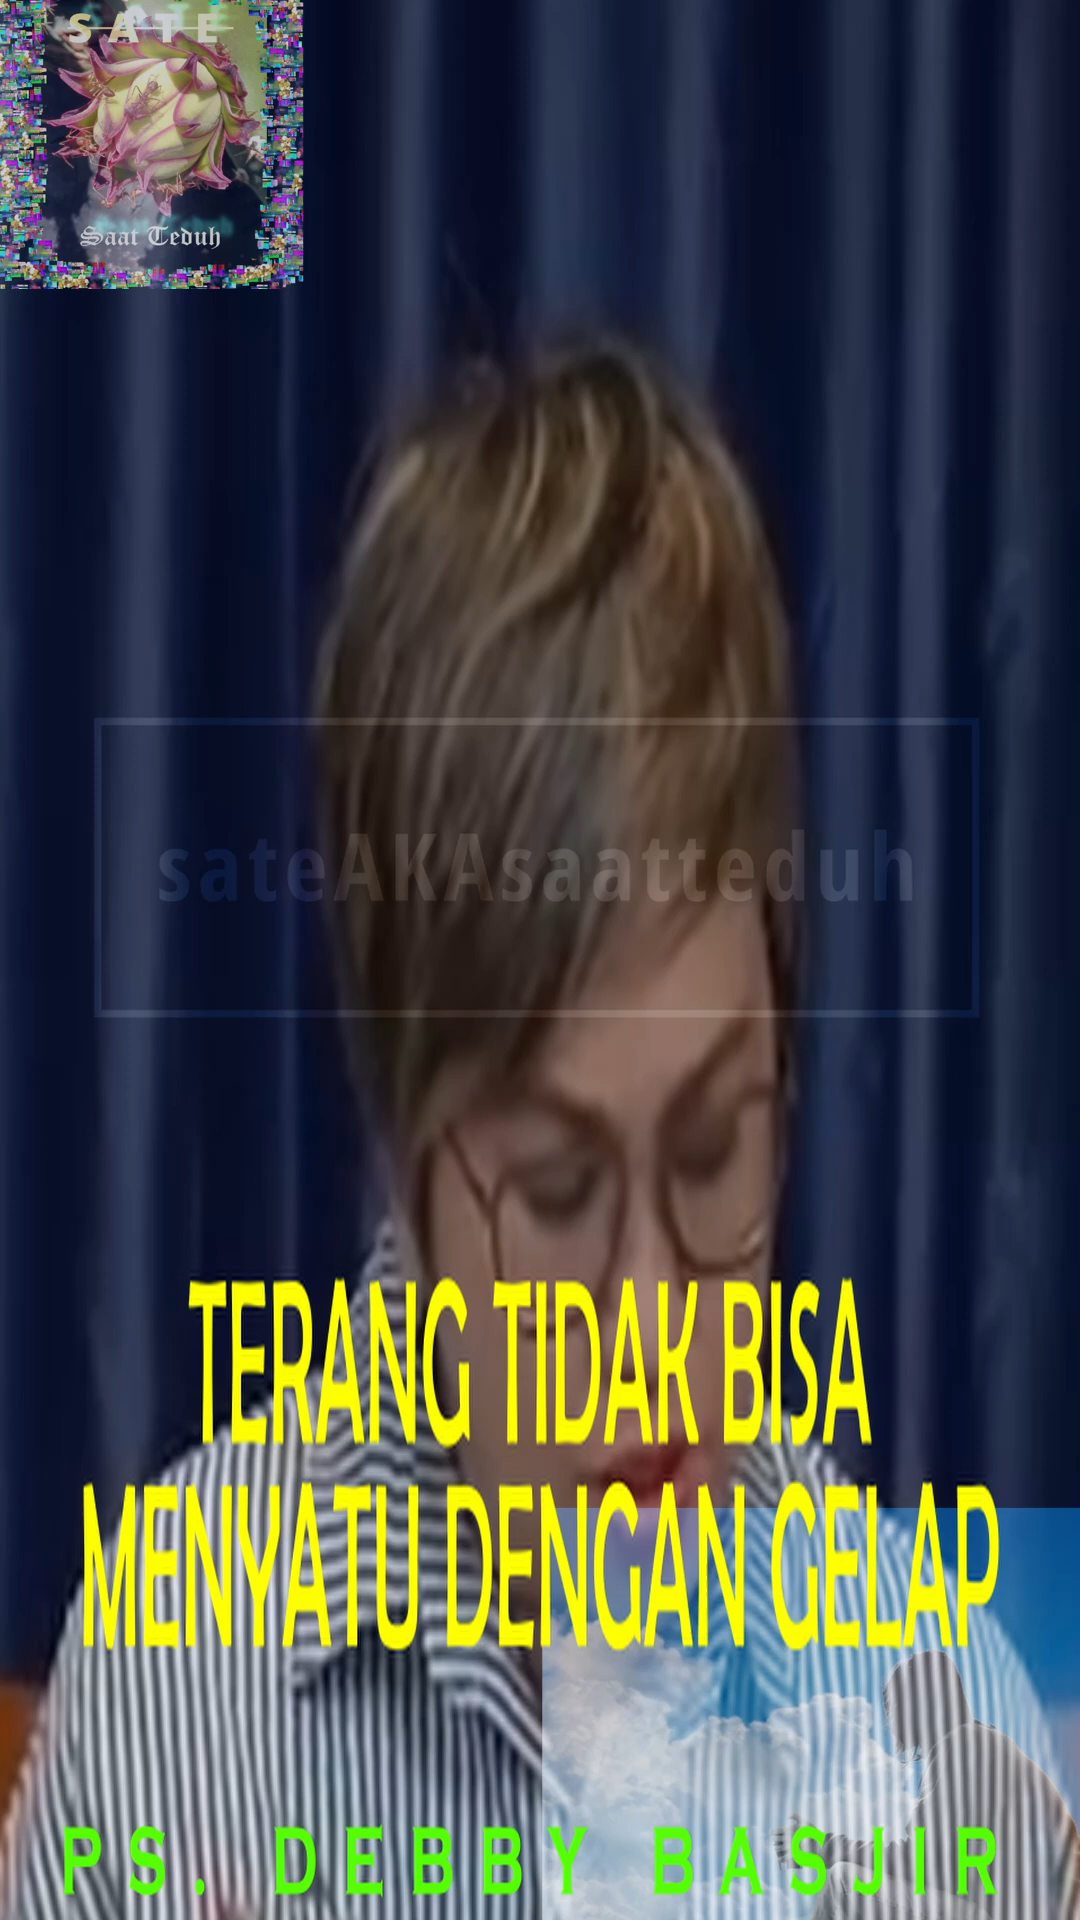 SATE
Saat Teduh
sateAKAsaatteduh
TERANG TIDAK BISA
MENYATU DENGAN GELAP
PS. DEBBY BASJIR